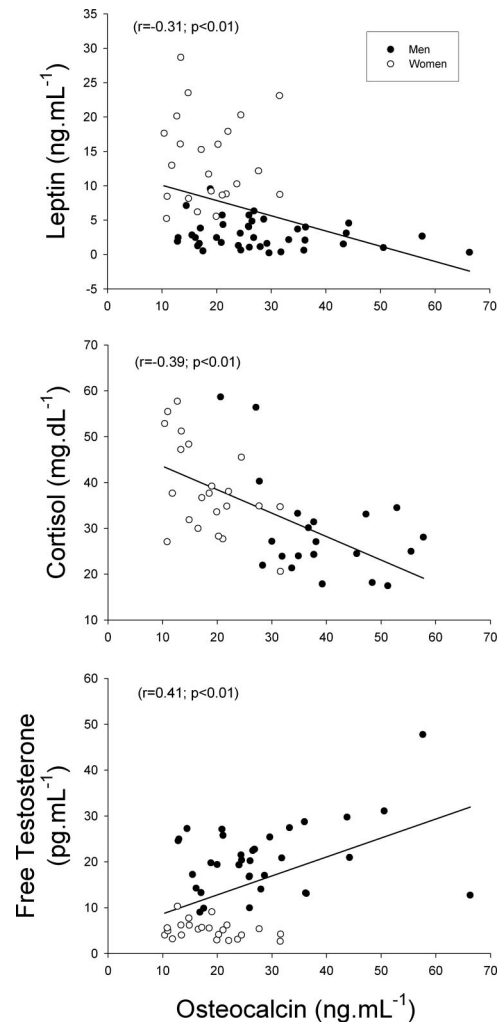 (r=-0.31; p<0.01)
Men
Women
Leptin (ng.mL⁻¹)
35
30
25
20
15
10
5
0
-5
0 10 20 30 40 50 60 70
(r=-0.39; p<0.01)
Cortisol (mg.dL⁻¹)
70
60
50
40
30
20
10
0 10 20 30 40 50 60 70
(r=0.41; p<0.01)
Free Testosterone
(pg.mL⁻¹)
60
50
40
30
20
10
0
0 10 20 30 40 50 60 70
Osteocalcin (ng.mL⁻¹)